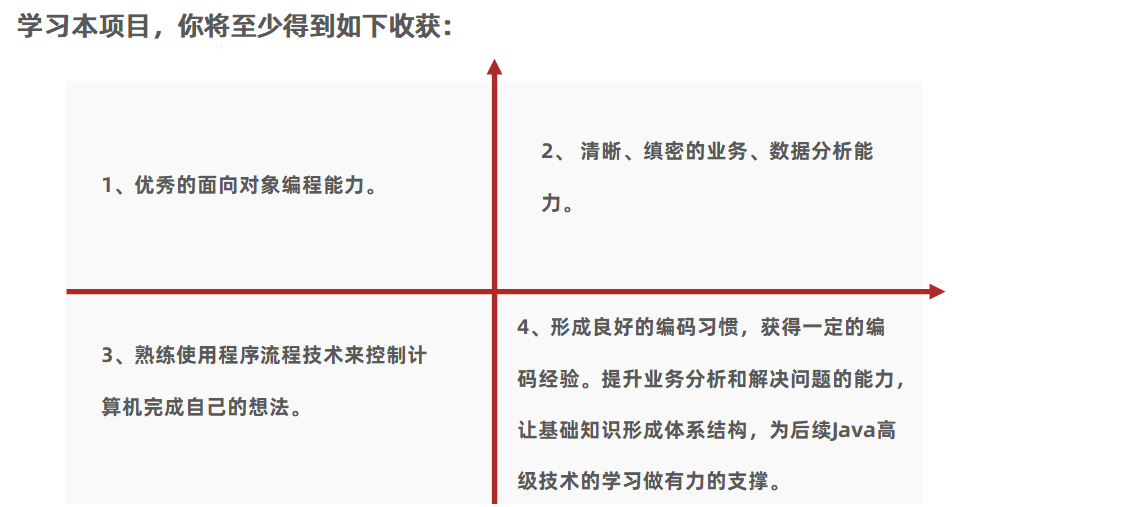 学习本项目，你将至少得到如下收获：
1、优秀的面向对象编程能力。
2、 清晰、缜密的业务、数据分析能
力。
3、熟练使用程序流程技术来控制计
算机完成自己的想法。
4、形成良好的编码习惯，获得一定的编
码经验。提升业务分析和解决问题的能力，
让基础知识形成体系结构，为后续Java高
级技术的学习做有力的支撑。